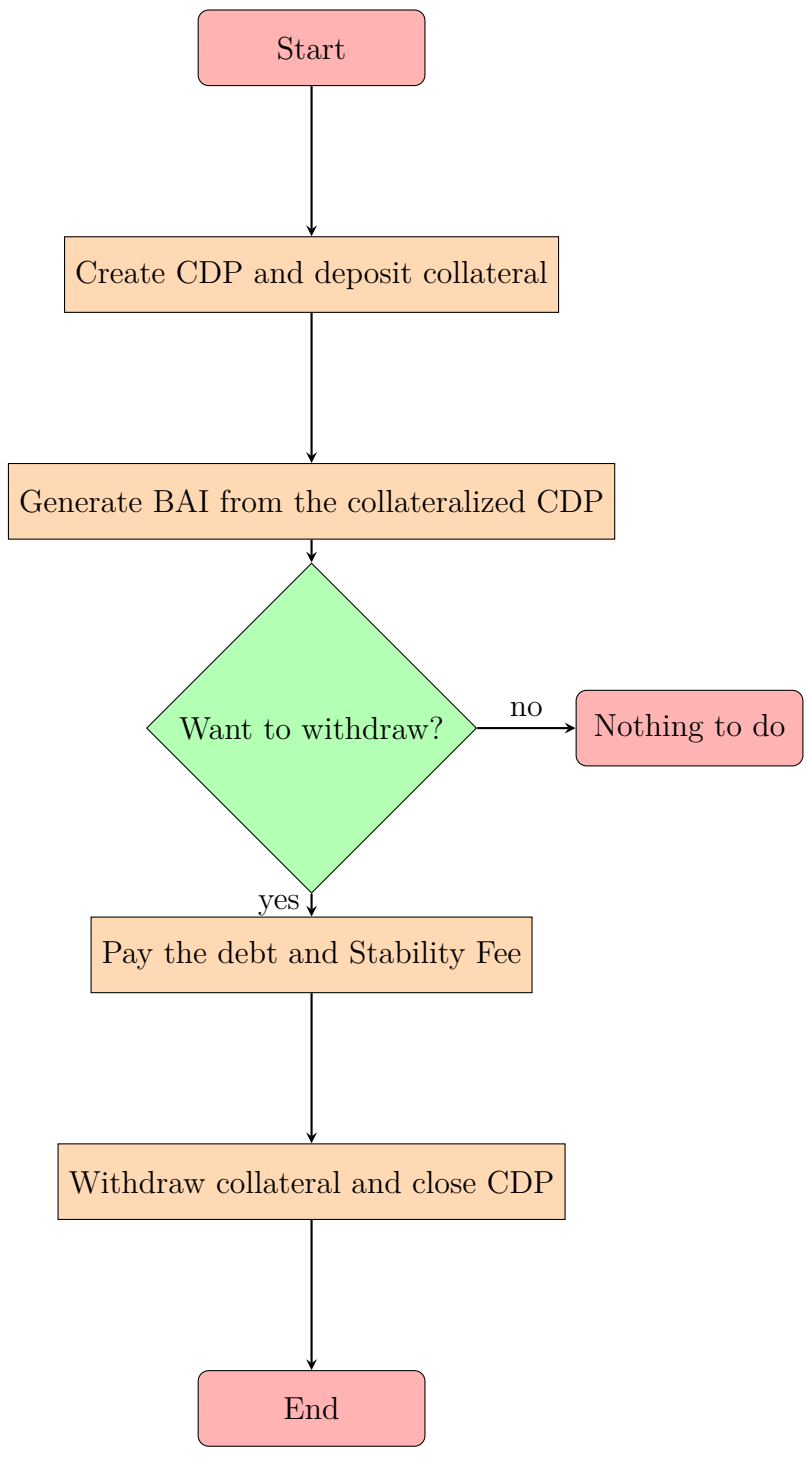 Start
Create CDP and deposit collateral
Generate BAI from the collateralized CDP
Want to withdraw?
no
Nothing to do
yes
Pay the debt and Stability Fee
Withdraw collateral and close CDP
End